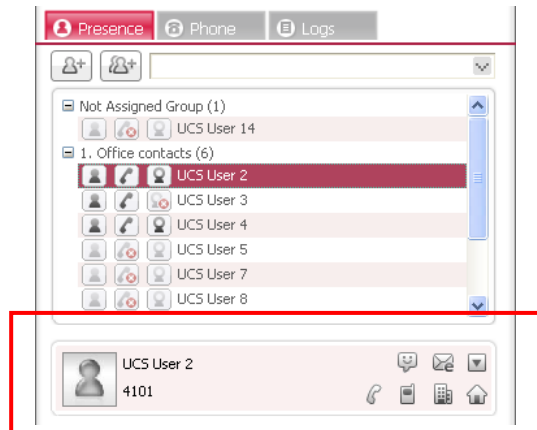 Presence Phone Logs
Not Assigned Group (1)
UCS User 14
1. Office contacts (6)
UCS User 2
UCS User 3
UCS User 4
UCS User 5
UCS User 7
UCS User 8
UCS User 2
4101